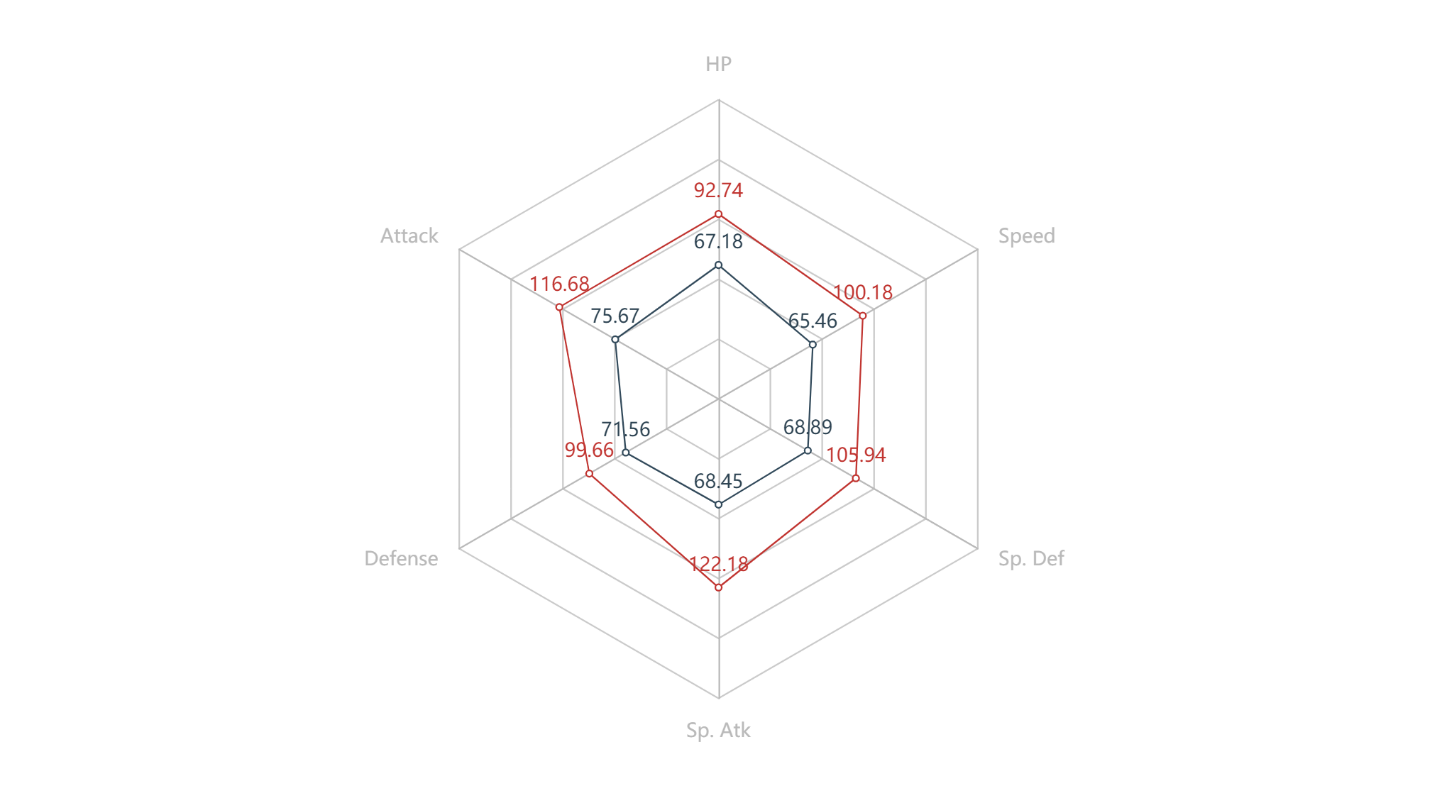 HP
92.74
Attack
Speed
67.18
116.68
100.18
75.67
65.46
71.56
68.89
99.66
105.94
68.45
Defense
Sp. Def
122.18
Sp. Atk